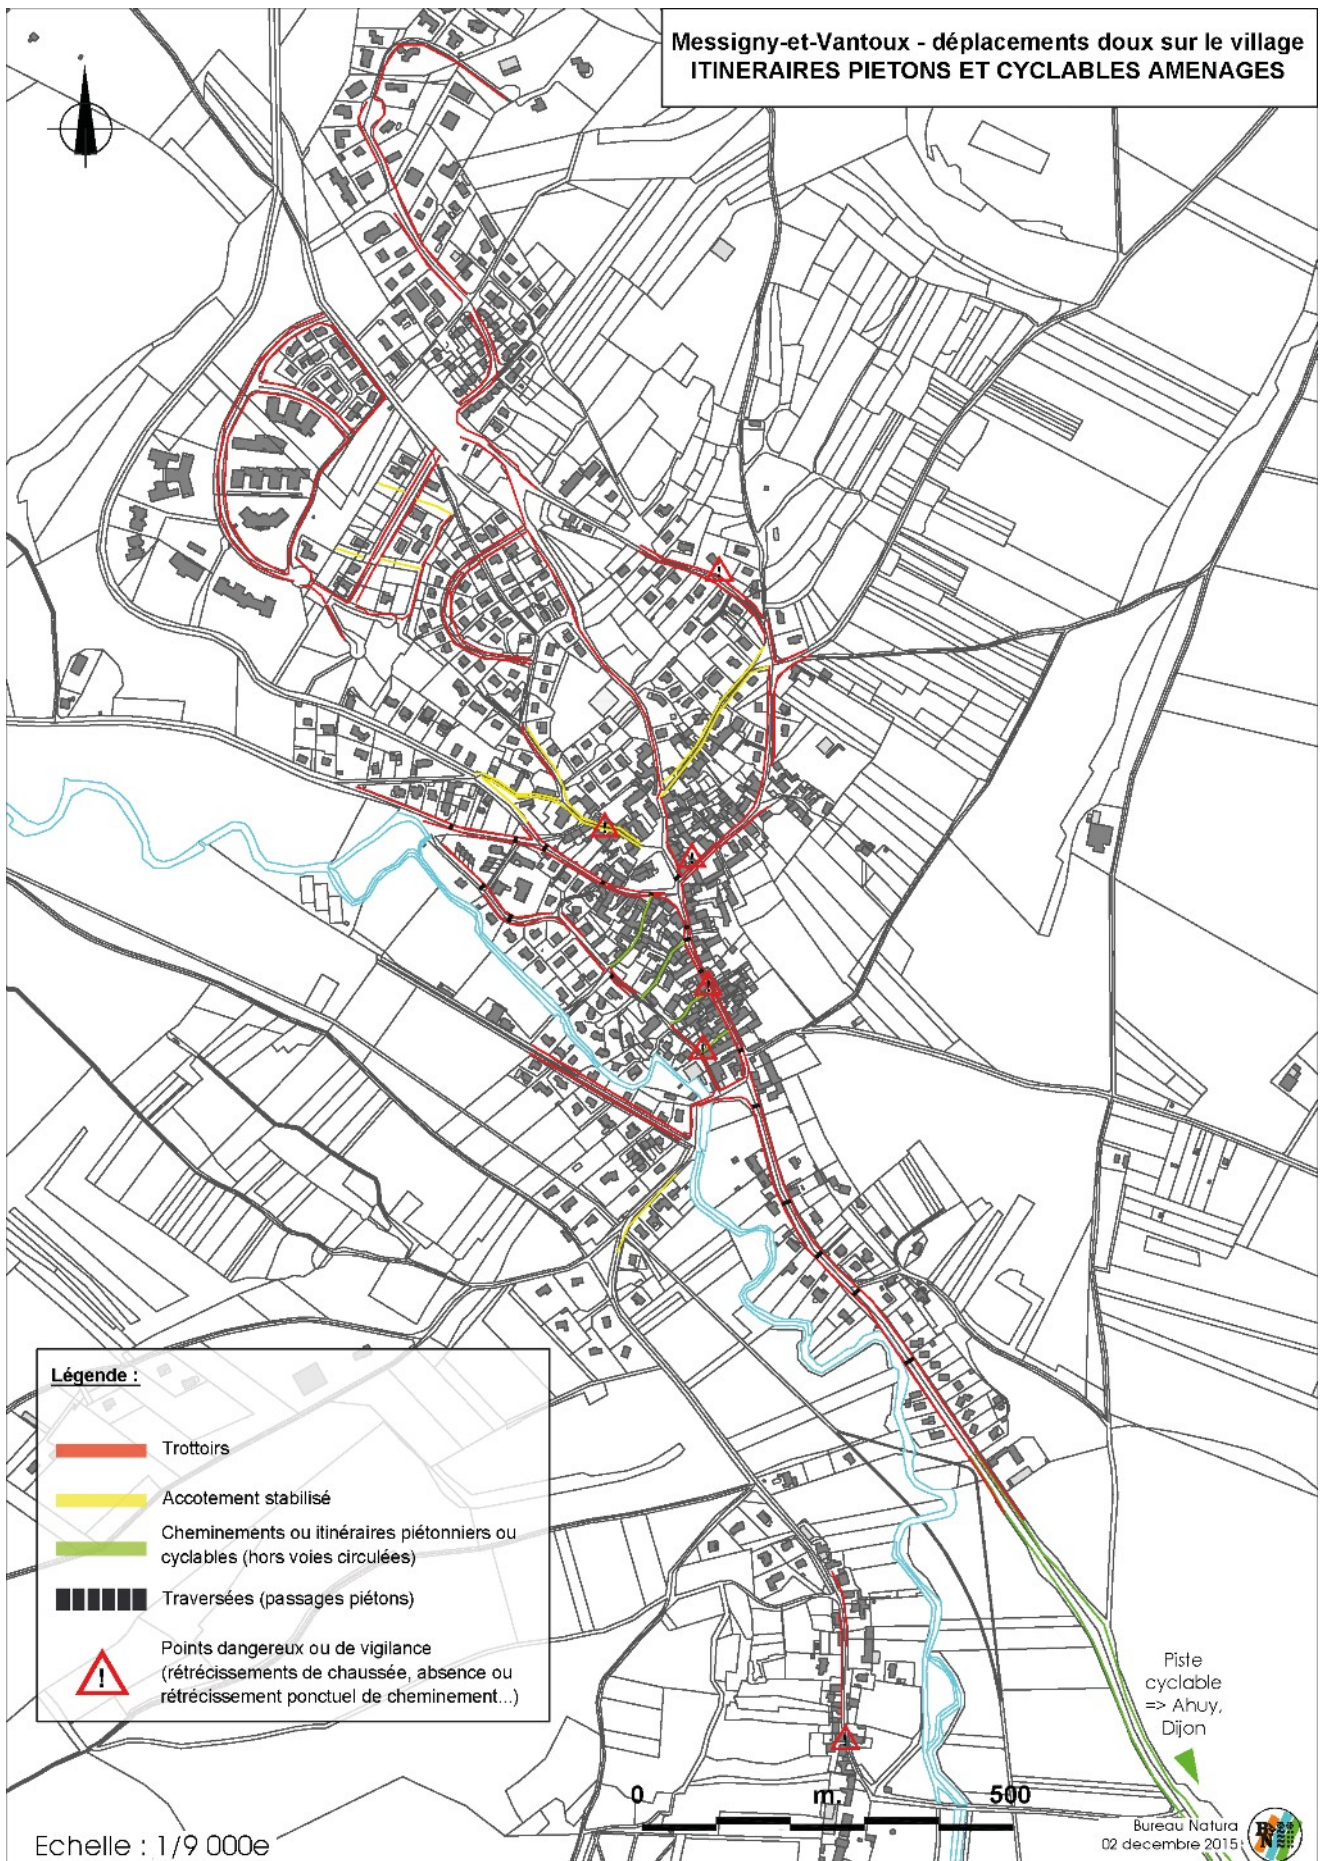 Messigny-et-Vantoux - déplacements doux sur le village
ITINERAIRES PIETONS ET CYCLABLES AMENAGES
Légende :
Trottoirs
Accotement stabilisé
Cheminements ou itinéraires piétonniers ou
cyclables (hors voies circulées)
Traversées (passages piétons)
Points dangereux ou de vigilance
(rétrécissements de chaussée, absence ou
rétrécissement ponctuel de cheminement...)
Piste
cyclable
=> Ahuy,
Dijon
0 m. 500
Echelle : 1/9 000e
Bureau Natura
02 decembre 2015